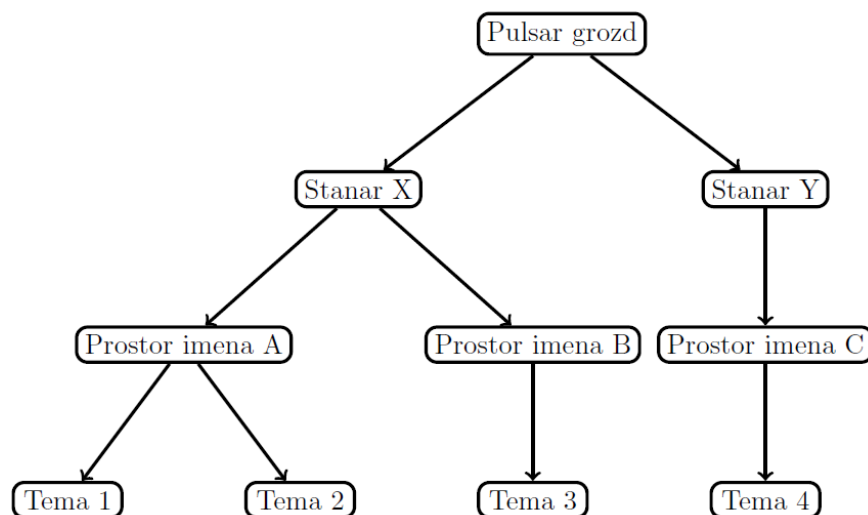 Pulsar grozd
Stanar X
Stanar Y
Prostor imena A
Prostor imena B
Prostor imena C
Tema 1
Tema 2
Tema 3
Tema 4